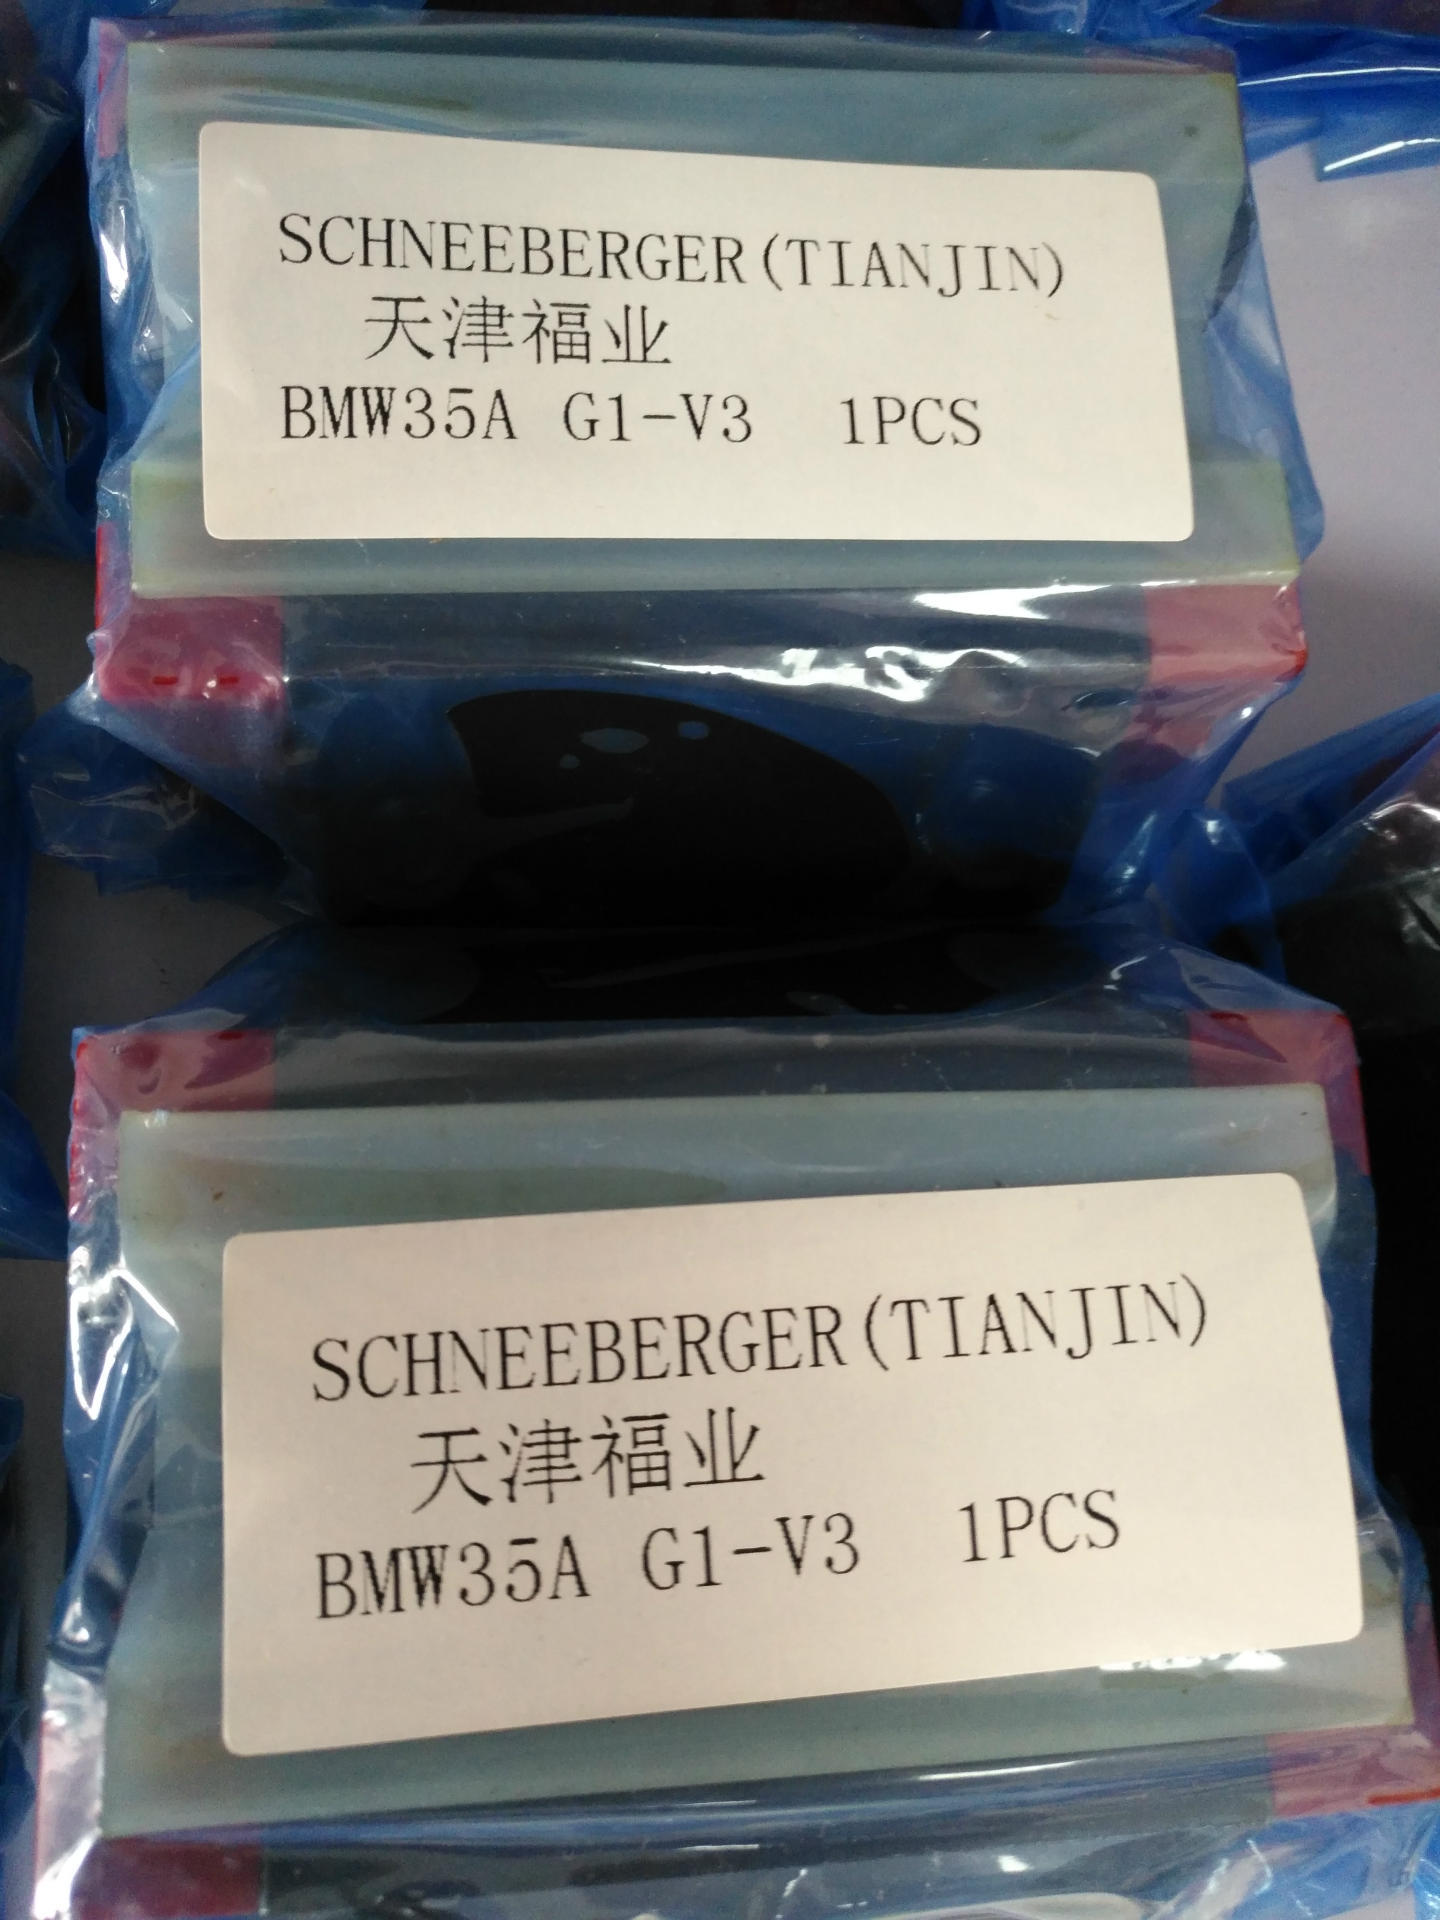 SCHNEEBERGER(TIANJIN)
天津福业
BMW35A G1-V3 1PCS
SCHNEEBERGER(TIANJIN)
天津福业
BMW35A G1-V3 1PCS